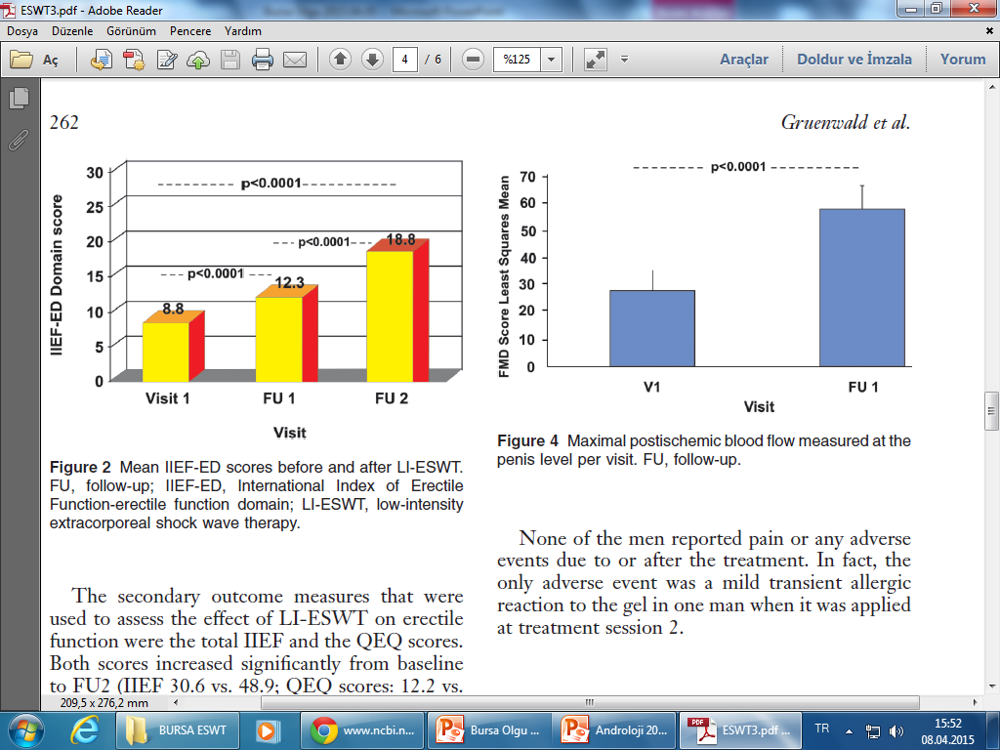 ESWT3.pdf - Adobe Reader
Dosya Düzenle Görünüm Pencere Yardım
Aç
4 / 6
%125
Araçlar Doldur ve İmzala Yorum
262
Gruenwald et al.
30
25
20
15
10
5
0
IIEF-ED Domain score
p<0.0001
p<0.0001
p<0.0001
8.8
12.3
18.8
Visit 1 FU 1 FU 2
Visit
Figure 2 Mean IIEF-ED scores before and after LI-ESWT.
FU, follow-up; IIEF-ED, International Index of Erectile
Function-erectile function domain; LI-ESWT, low-intensity
extracorporeal shock wave therapy.
The secondary outcome measures that were
used to assess the effect of LI-ESWT on erectile
function were the total IIEF and the QEQ scores.
Both scores increased significantly from baseline
to FU2 (IIEF 30.6 vs. 48.9; QEQ scores: 12.2 vs.
p<0.0001
70
60
50
40
30
20
10
0
FMD Score Least Squares Mean
V1 FU 1
Visit
Figure 4 Maximal postischemic blood flow measured at the
penis level per visit. FU, follow-up.
None of the men reported pain or any adverse
events due to or after the treatment. In fact, the
only adverse event was a mild transient allergic
reaction to the gel in one man when it was applied
at treatment session 2.
209,5 x 276,2 mm
BURSA ESWT
www.ncbi.n...
Bursa Olgu ...
Androloji 20...
ESWT3.pdf ...
TR
15:52
08.04.2015